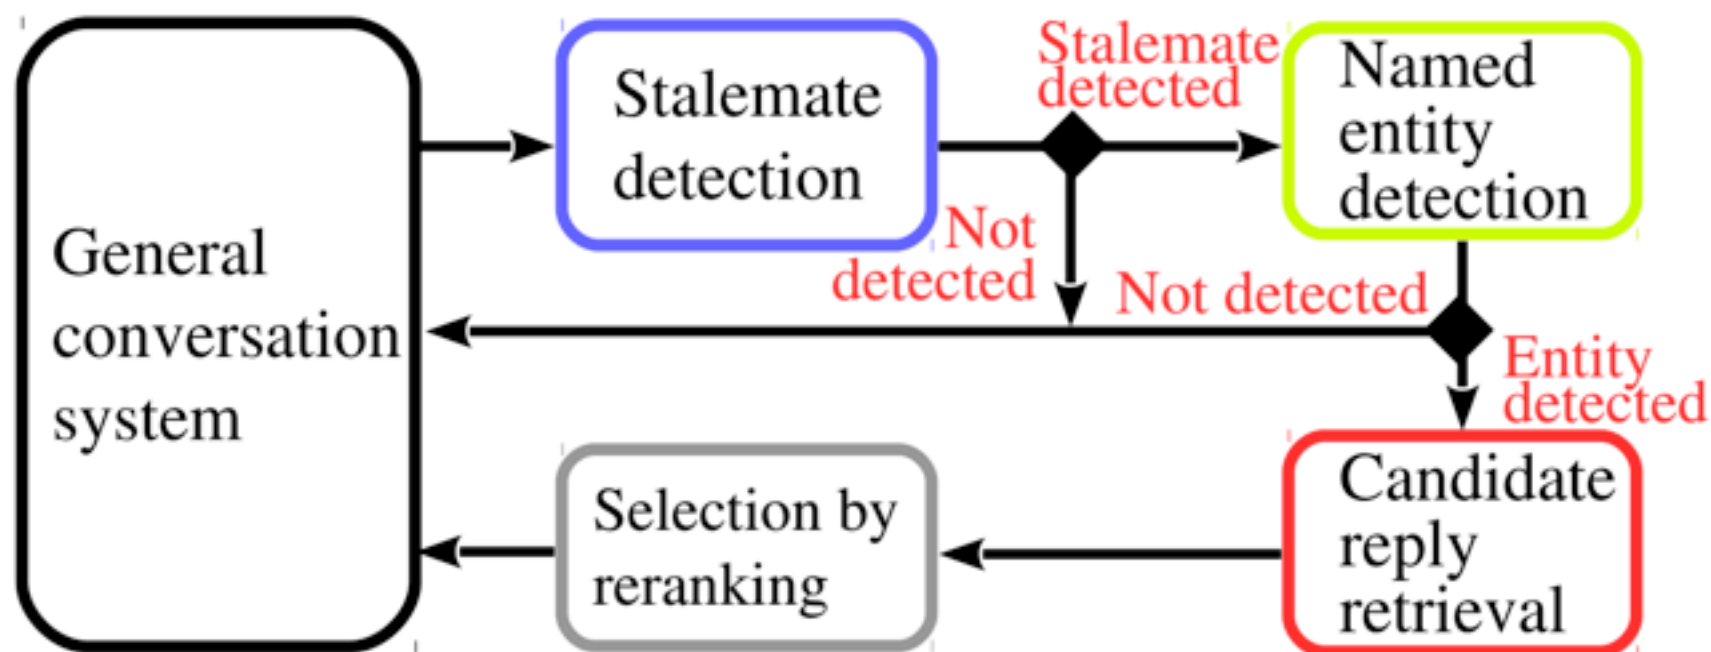 General
conversation
system
Stalemate
detection
Stalemate
detected
Not
detected
Named
entity
detection
Not detected
Entity
detected
Candidate
reply
retrieval
Selection by
reranking